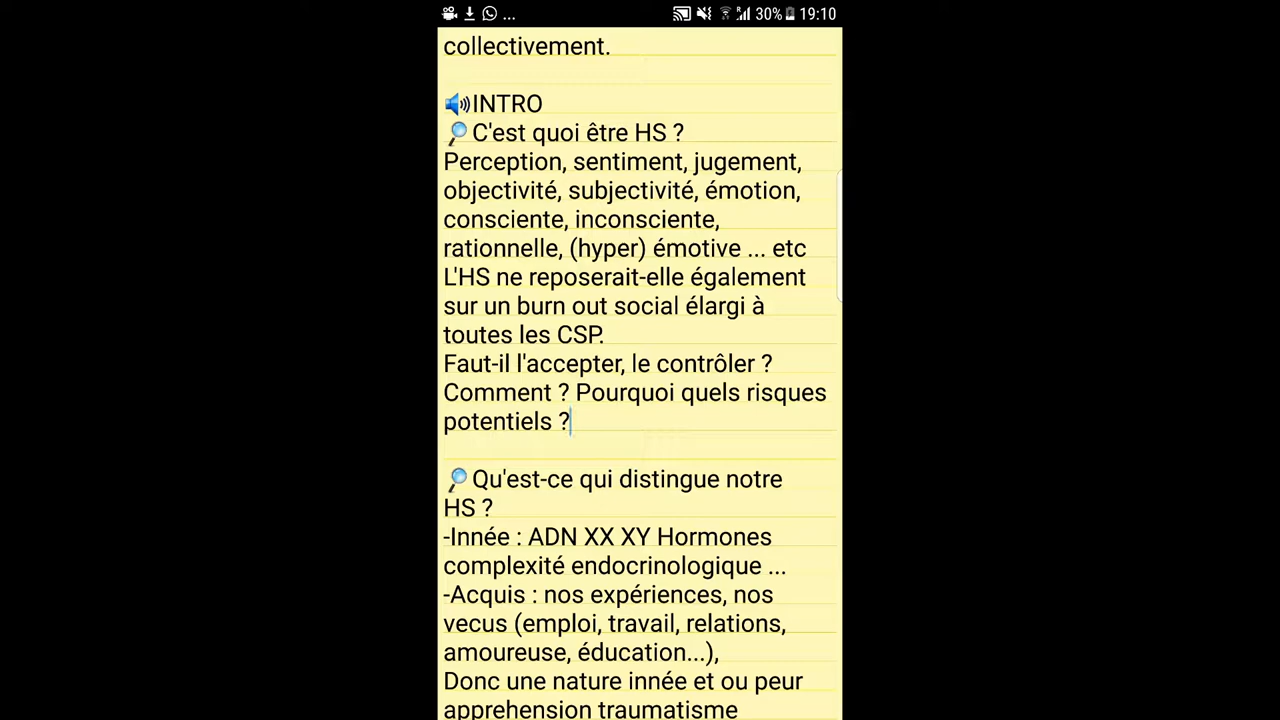 ... 30% 19:10
collectivement.
🔊INTRO
🔎C'est quoi être HS ?
Perception, sentiment, jugement,
objectivité, subjectivité, émotion,
consciente, inconsciente,
rationnelle, (hyper) émotive ... etc
L'HS ne reposerait-elle également
sur un burn out social élargi à
toutes les CSP.
Faut-il l'accepter, le contrôler ?
Comment ? Pourquoi quels risques
potentiels ?
🔎Qu'est-ce qui distingue notre
HS ?
-Innée : ADN XX XY Hormones
complexité endocrinologique ...
-Acquis : nos expériences, nos
vecus (emploi, travail, relations,
amoureuse, éducation...),
Donc une nature innée et ou peur
apprehension traumatisme